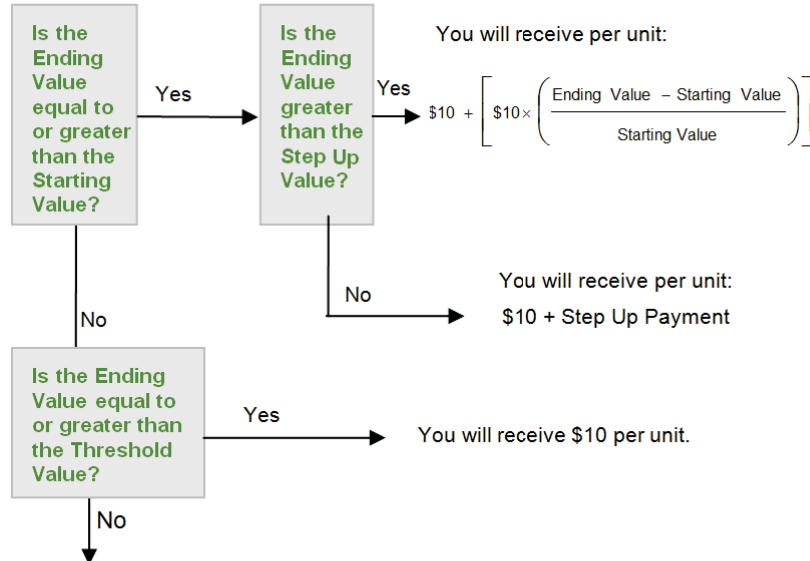 Is the
Ending
Value
equal to
or greater
than the
Starting
Value?
Yes
Is the
Ending
Value
greater
than the
Step Up
Value?
Yes
You will receive per unit:
$10 + [ $10 × ( Ending Value − Starting Value
Starting Value ) ]
No
You will receive per unit:
$10 + Step Up Payment
No
Is the Ending
Value equal to
or greater than
the Threshold
Value?
Yes
You will receive $10 per unit.
No